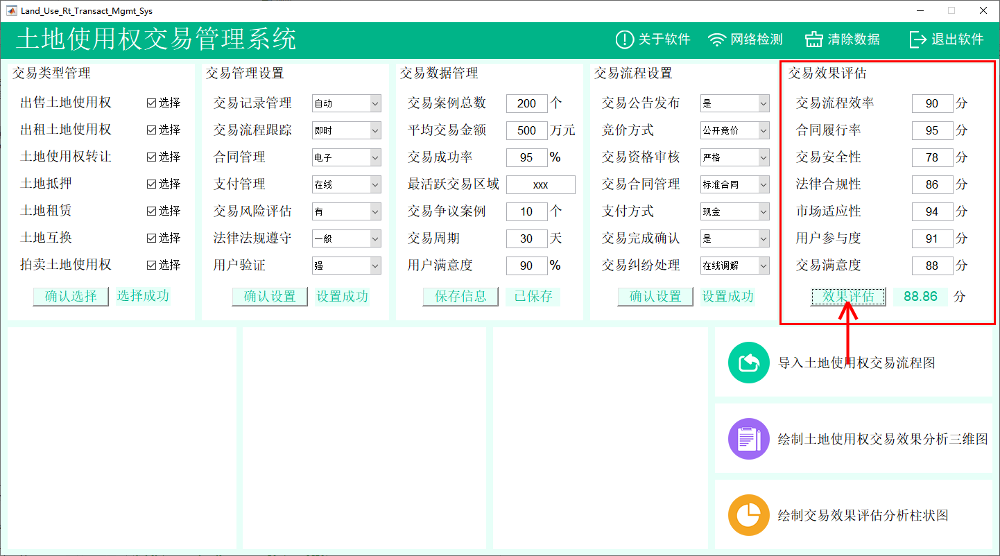 Land_Use_Rt_Transact_Mgmt_Sys
土地使用权交易管理系统
关于软件
网络检测
清除数据
退出软件
交易类型管理
出售土地使用权 选择
出租土地使用权 选择
土地使用权转让 选择
土地抵押 选择
土地租赁 选择
土地互换 选择
拍卖土地使用权 选择
确认选择 选择成功
交易管理设置
交易记录管理 自动
交易流程跟踪 即时
合同管理 电子
支付管理 在线
交易风险评估 有
法律法规遵守 一般
用户验证 强
确认设置 设置成功
交易数据管理
交易案例总数 200 个
平均交易金额 500 万元
交易成功率 95 %
最活跃交易区域 xxx
交易争议案例 10 个
交易周期 30 天
用户满意度 90 %
保存信息 已保存
交易流程设置
交易公告发布 是
竞价方式 公开竞价
交易资格审核 严格
交易合同管理 标准合同
支付方式 现金
交易完成确认 是
交易纠纷处理 在线调解
确认设置 设置成功
交易效果评估
交易流程效率 90 分
合同履行率 95 分
交易安全性 78 分
法律合规性 86 分
市场适应性 94 分
用户参与度 91 分
交易满意度 88 分
效果评估 88.86 分
导入土地使用权交易流程图
绘制土地使用权交易效果分析三维图
绘制交易效果评估分析柱状图